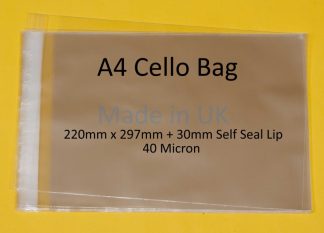 A4 Cello Bag
Made in UK
220mm x 297mm + 30mm Self Seal Lip
40 Micron